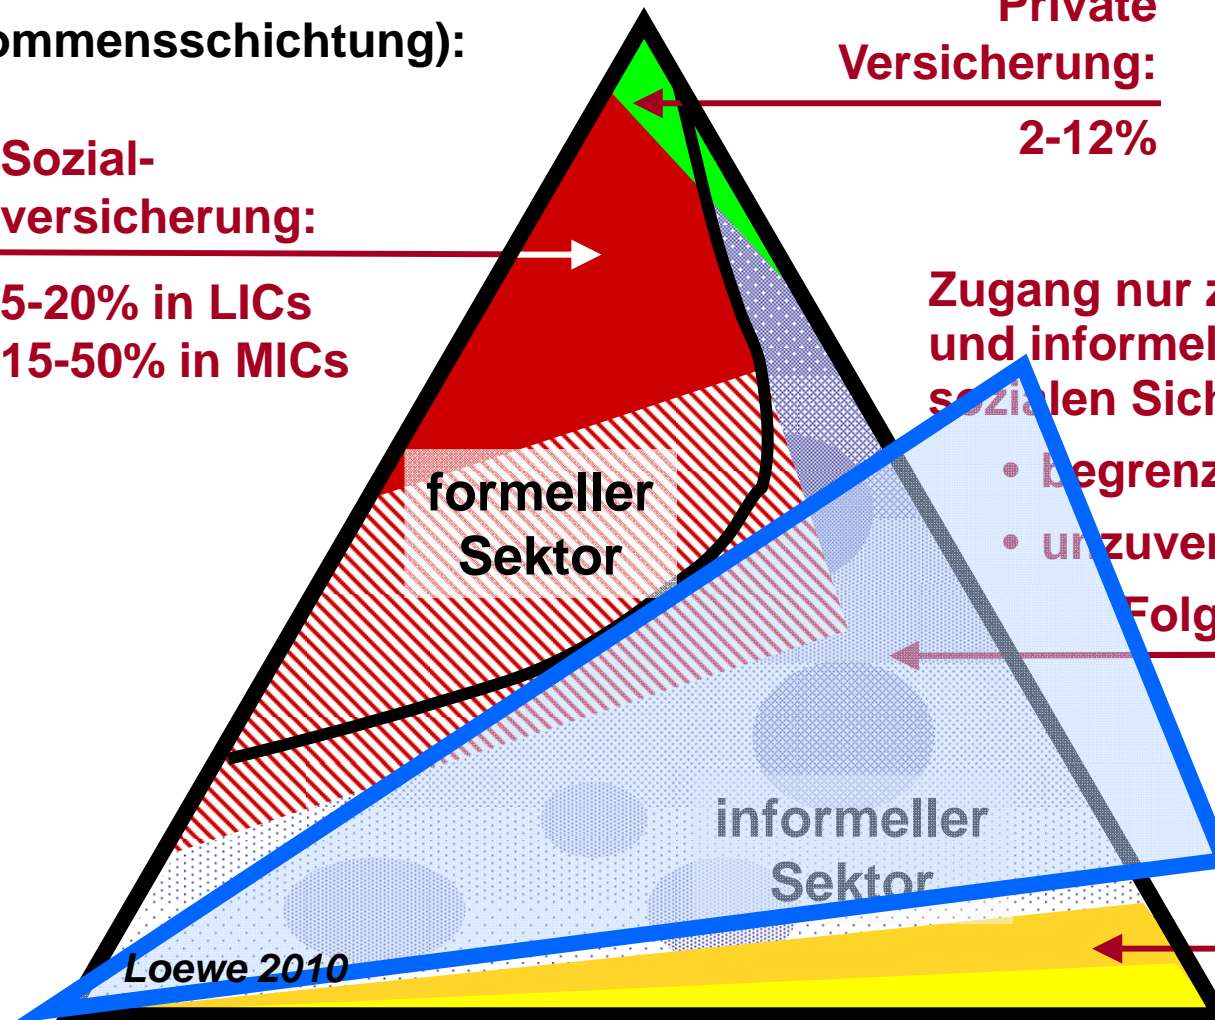 ommensschichtung):
Private
Versicherung:
2-12%
Sozial-
versicherung:
5-20% in LICs
15-50% in MICs
Zugang nur z
und informel
sozialen Sich
• begrenz
• unzuver
Folg
formeller
Sektor
informeller
Sektor
Loewe 2010